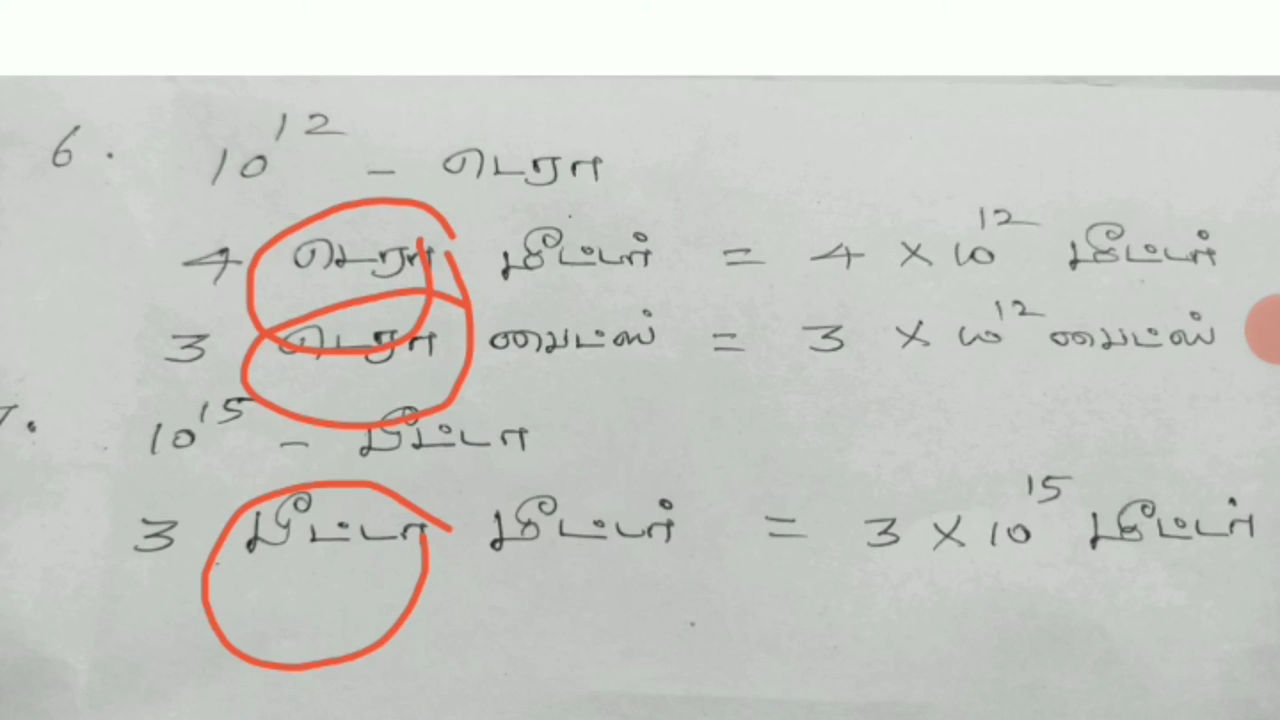 6. 10¹² - டெரா
4 டெரா மீட்டர் = 4 × 10¹² மீட்டர்
3 டெரா பைட்ஸ் = 3 × 10¹² பைட்ஸ்
7. 10¹⁵ - பீட்டா
3 பீட்டா மீட்டர் = 3 × 10¹⁵ மீட்டர்